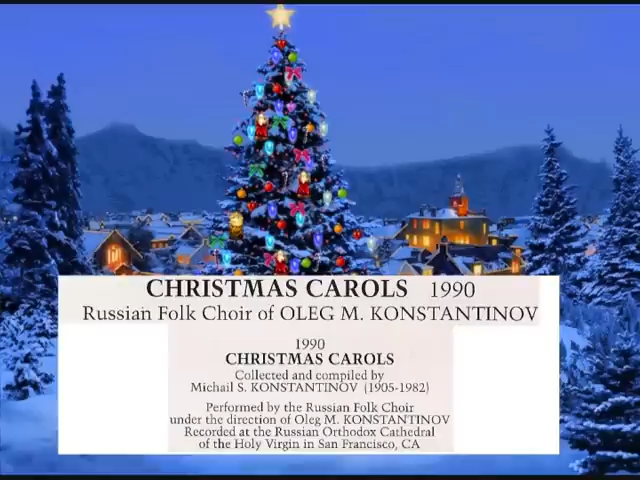 CHRISTMAS CAROLS 1990
Russian Folk Choir of OLEG M. KONSTANTINOV
1990
CHRISTMAS CAROLS
Collected and compiled by
Michail S. KONSTANTINOV (1905-1982)
Performed by the Russian Folk Choir
under the direction of Oleg M. KONSTANTINOV
Recorded at the Russian Orthodox Cathedral
of the Holy Virgin in San Francisco, CA